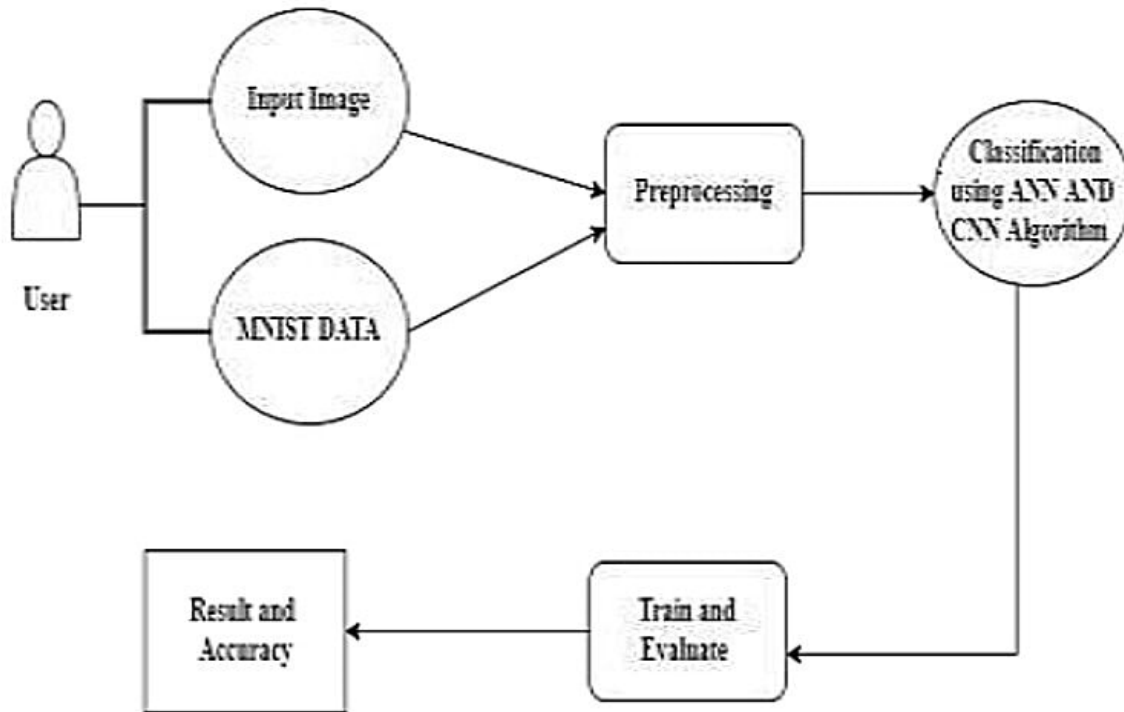 Input Image
User
MNIST DATA
Preprocessing
Classification
using ANN AND
CNN Algorithm
Result and
Accuracy
Train and
Evaluate